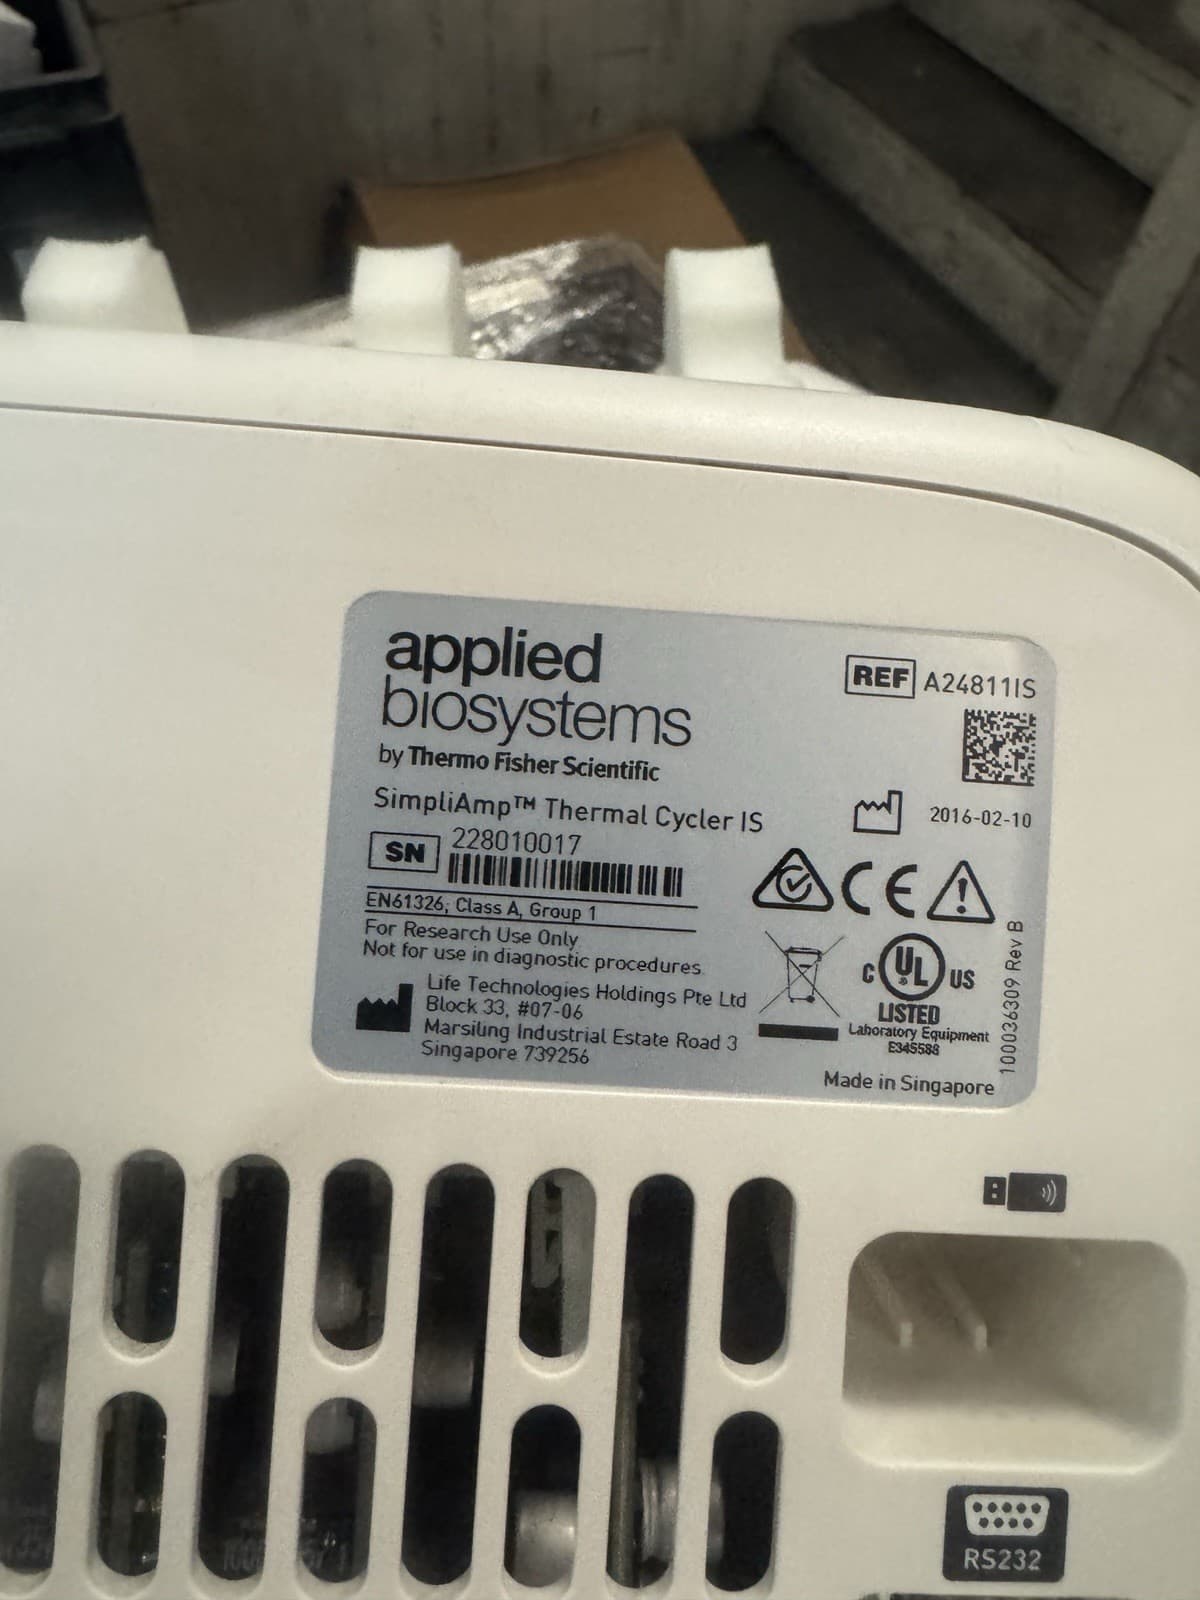 applied
biosystems
by Thermo Fisher Scientific
REF A24811IS
SimpliAmp™ Thermal Cycler IS
2016-02-10
SN 228010017
EN61326; Class A, Group 1
For Research Use Only
Not for use in diagnostic procedures.
Life Technologies Holdings Pte Ltd
Block 33, #07-06
Marsiling Industrial Estate Road 3
Singapore 739256
CE
c UL US
LISTED
Laboratory Equipment
E345588
Made in Singapore
100036309 Rev B
RS232